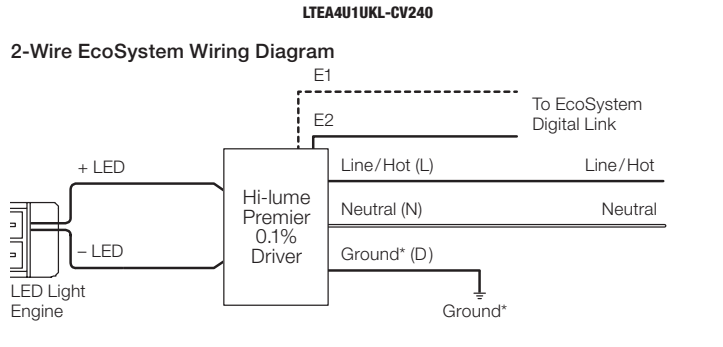 LTEA4U1UKL-CV240
2-Wire EcoSystem Wiring Diagram
E1
E2
To EcoSystem
Digital Link
+ LED
Line/Hot (L)
Line/Hot
Hi-lume
Premier
0.1%
Driver
Neutral (N)
Neutral
– LED
Ground* (D)
LED Light
Engine
Ground*